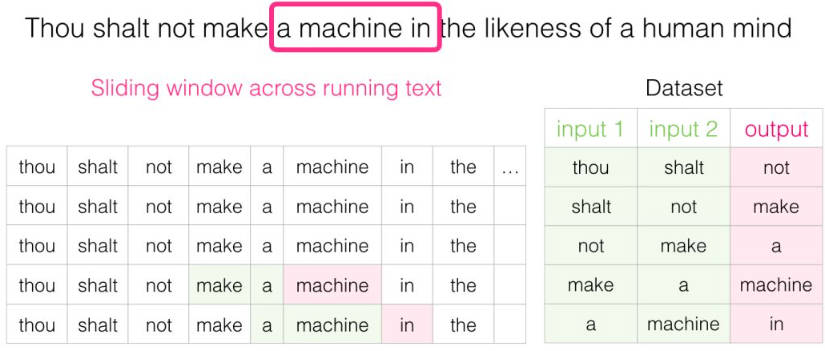 Thou shalt not make a machine in the likeness of a human mind
Sliding window across running text
thou shalt not make a machine in the ...
thou shalt not make a machine in the
thou shalt not make a machine in the
thou shalt not make a machine in the
thou shalt not make a machine in the
Dataset
input 1 input 2 output
thou shalt not
shalt not make
not make a
make a machine
a machine in